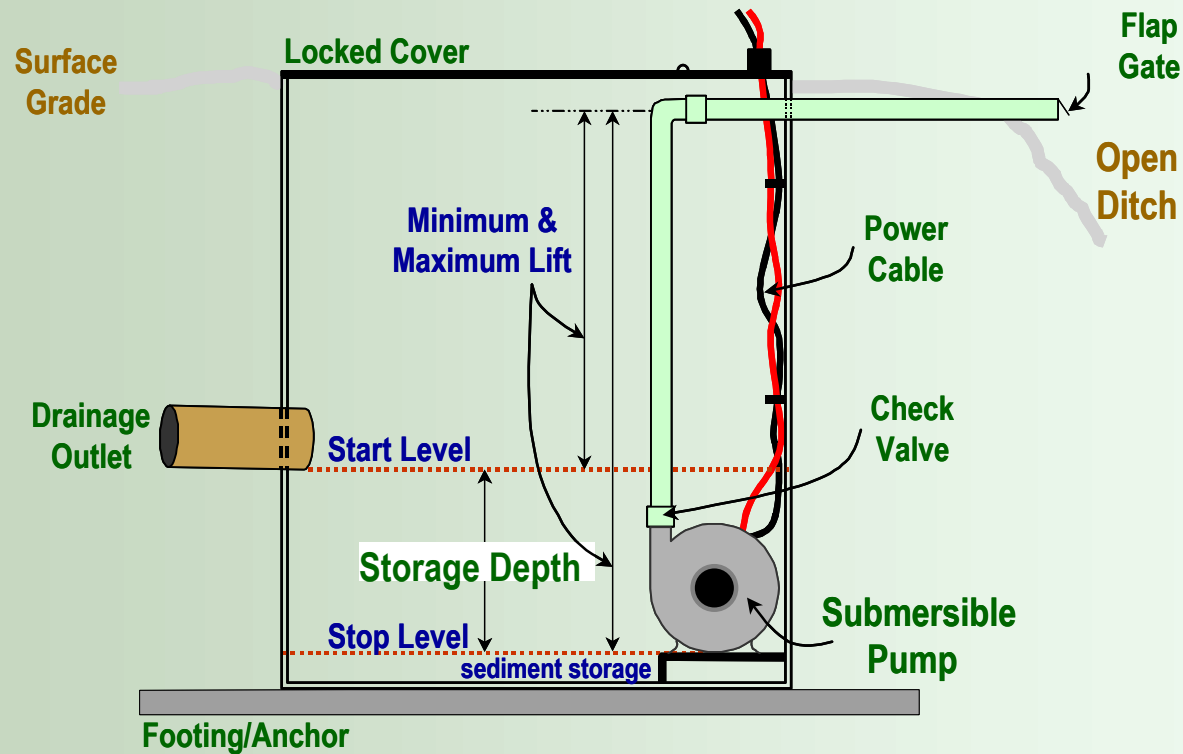 Flap
Gate
Locked Cover
Surface
Grade
Open
Ditch
Minimum &
Maximum Lift
Power
Cable
Drainage
Outlet
Check
Valve
Start Level
Storage Depth
Submersible
Pump
Stop Level
sediment storage
Footing/Anchor